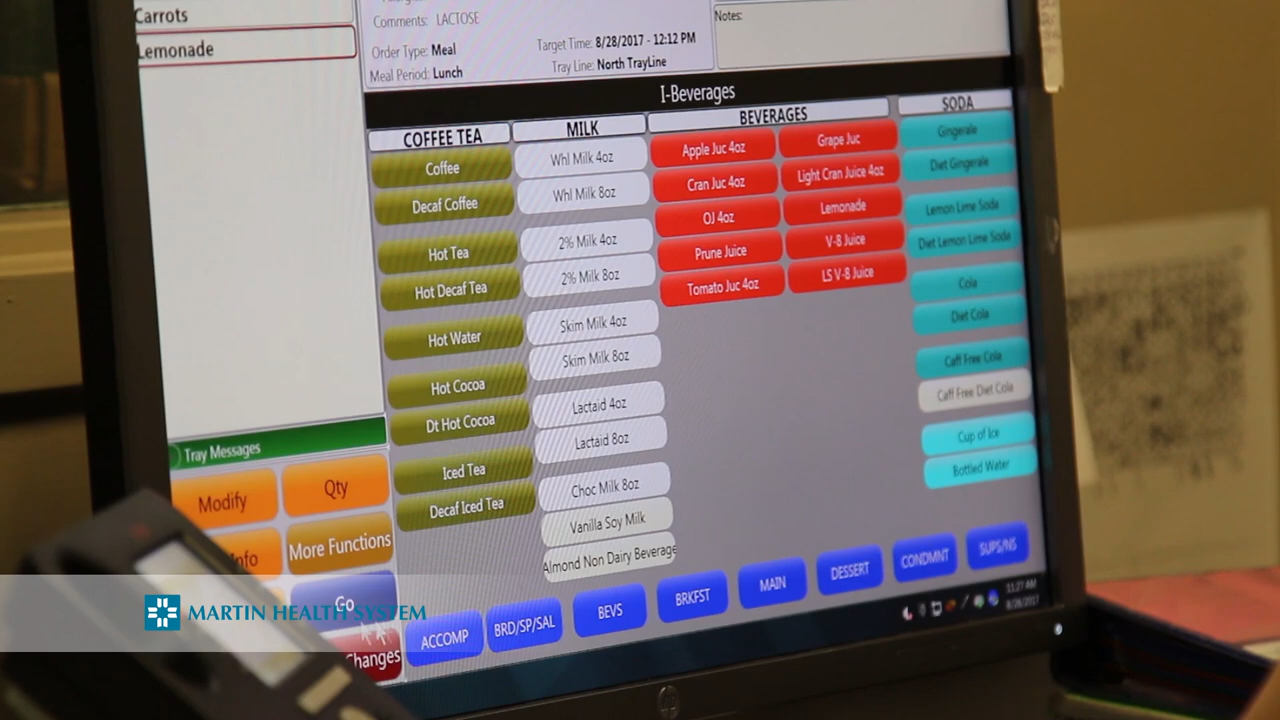 Carrots
Lemonade
Comments: LACTOSE
Order Type: Meal
Target Time: 8/28/2017 - 12:12 PM
Meal Period: Lunch
Tray Line: North TrayLine
Notes:
I-Beverages
COFFEE TEA
MILK
BEVERAGES
SODA
Coffee
Decaf Coffee
Hot Tea
Hot Decaf Tea
Hot Water
Hot Cocoa
Dt Hot Cocoa
Iced Tea
Decaf Iced Tea
Whl Milk 4oz
Whl Milk 8oz
2% Milk 4oz
2% Milk 8oz
Skim Milk 4oz
Skim Milk 8oz
Lactaid 4oz
Lactaid 8oz
Choc Milk 8oz
Vanilla Soy Milk
Almond Non Dairy Beverage
Apple Juc 4oz
Cran Juc 4oz
OJ 4oz
Prune Juice
Tomato Juc 4oz
Grape Juc
Light Cran Juice 4oz
Lemonade
V-8 Juice
LS V-8 Juice
Gingerale
Diet Gingerale
Lemon Lime Soda
Diet Lemon Lime Soda
Cola
Diet Cola
Caff Free Cola
Caff Free Diet Cola
Cup of Ice
Bottled Water
Tray Messages
Modify
Qty
Info
More Functions
Go
Changes
ACCOMP
BRD/SP/SAL
BEVS
BRKFST
MAIN
DESSERT
CONDMNT
SUPS/NS
11:27 AM
8/28/2017
MARTIN HEALTH SYSTEM
hp